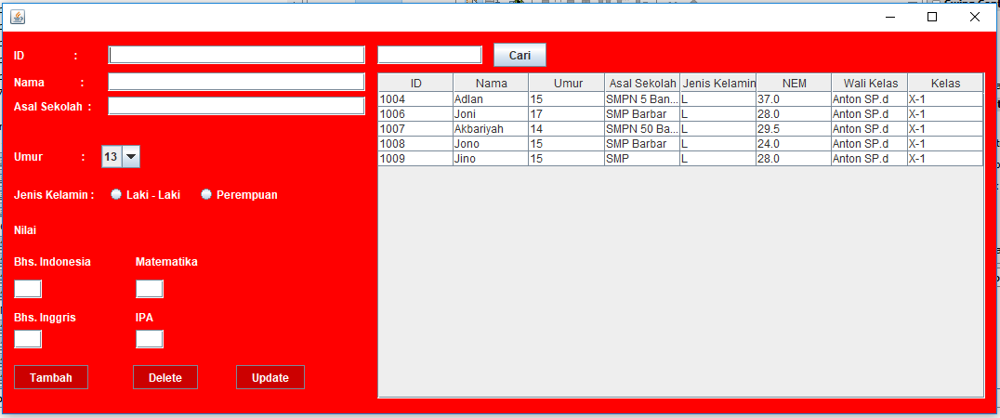 ID :
Cari
Nama :
Asal Sekolah :
Umur : 13
Jenis Kelamin : Laki - Laki Perempuan
Nilai
Bhs. Indonesia Matematika
Bhs. Inggris IPA
Tambah Delete Update
ID Nama Umur Asal Sekolah Jenis Kelamin NEM Wali Kelas Kelas
1004 Adlan 15 SMPN 5 Ban... L 37.0 Anton SP.d X-1
1006 Joni 17 SMP Barbar L 28.0 Anton SP.d X-1
1007 Akbariyah 14 SMPN 50 Ba... L 29.5 Anton SP.d X-1
1008 Jono 15 SMP Barbar L 24.0 Anton SP.d X-1
1009 Jino 15 SMP L 28.0 Anton SP.d X-1